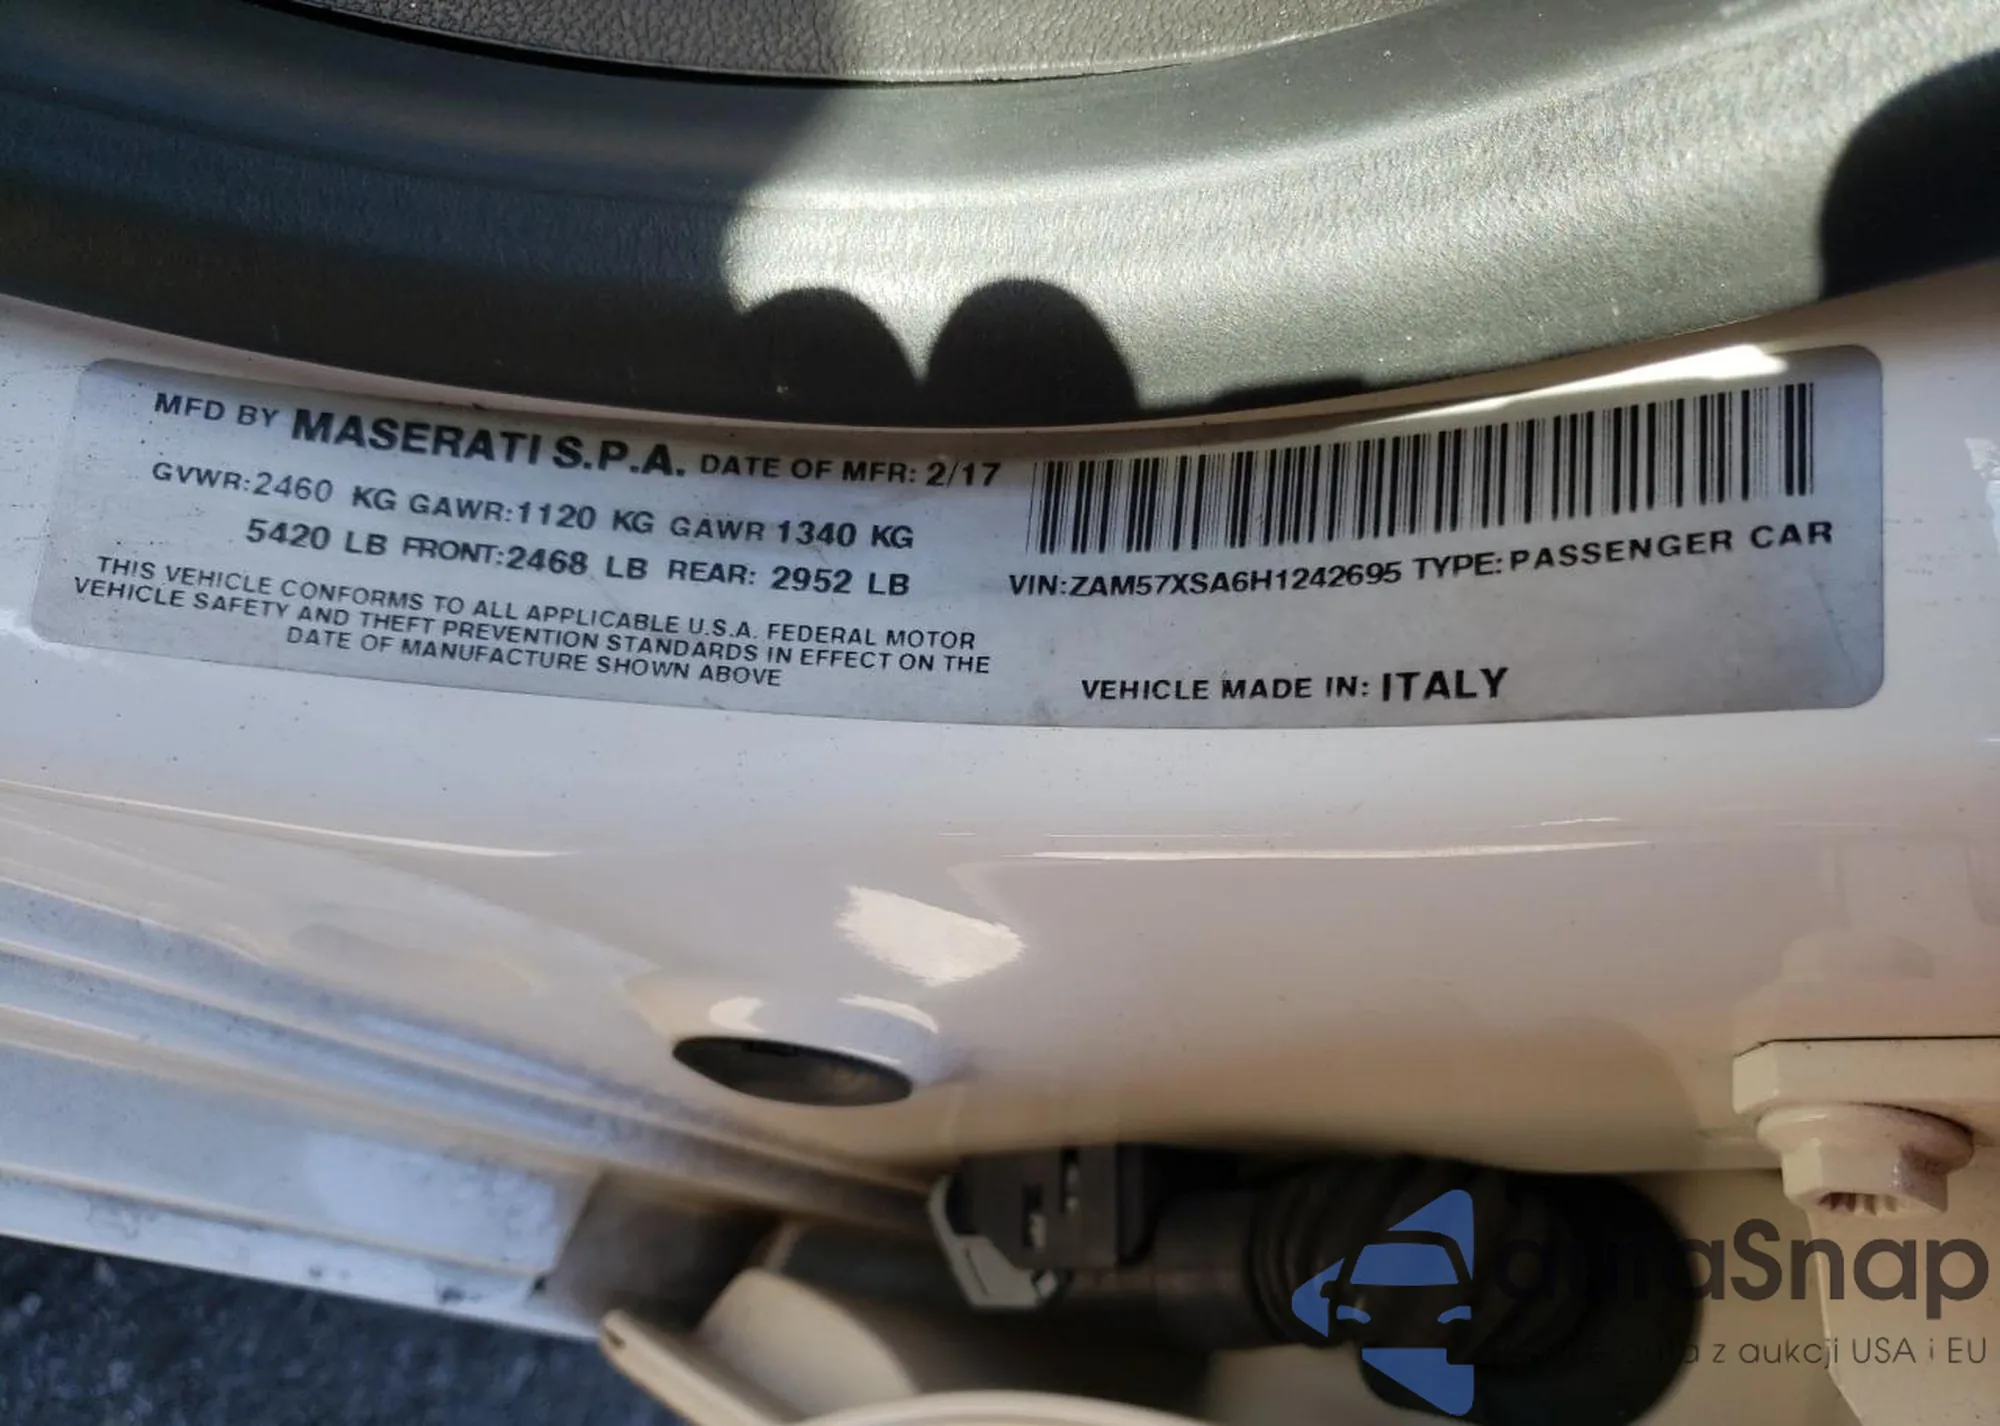 MFD BY MASERATI S.P.A. DATE OF MFR: 2/17
GVWR:2460 KG GAWR:1120 KG GAWR 1340 KG
5420 LB FRONT:2468 LB REAR: 2952 LB
THIS VEHICLE CONFORMS TO ALL APPLICABLE U.S.A. FEDERAL MOTOR
VEHICLE SAFETY AND THEFT PREVENTION STANDARDS IN EFFECT ON THE
DATE OF MANUFACTURE SHOWN ABOVE
VIN:ZAM57XSA6H1242695 TYPE:PASSENGER CAR
VEHICLE MADE IN: ITALY
z aukcji USA i EU